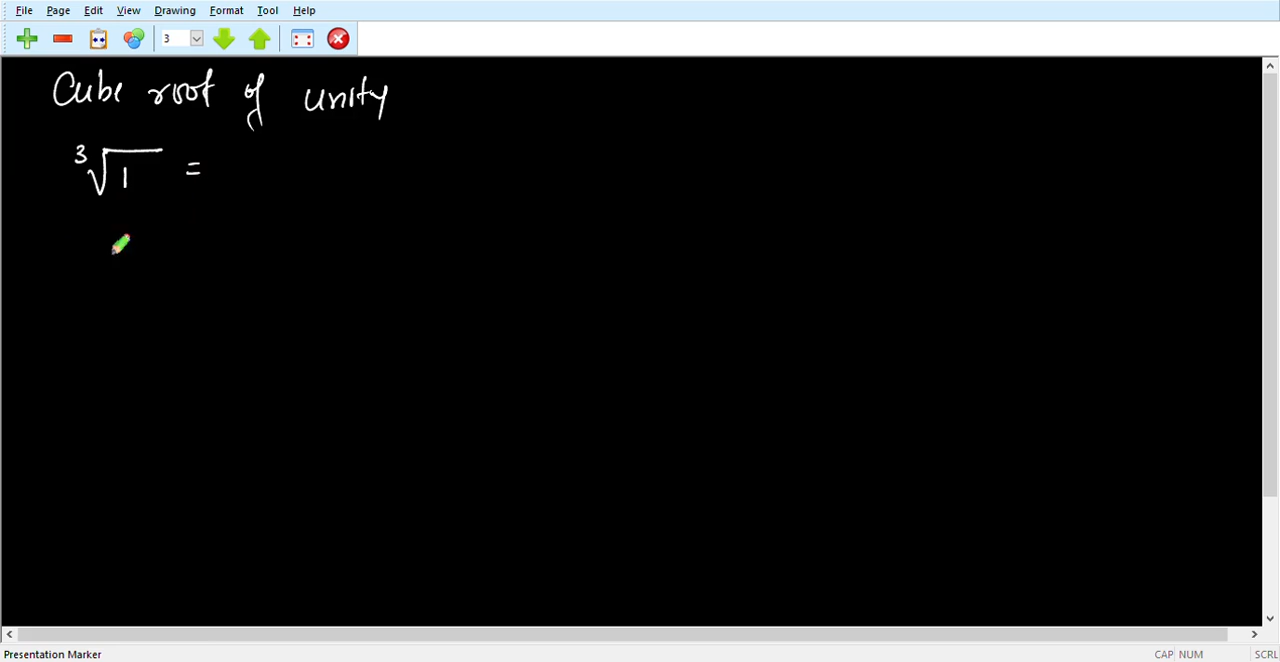 File Page Edit View Drawing Format Tool Help
3
Cube root of unity
∛1 =
Presentation Marker CAP NUM SCRL